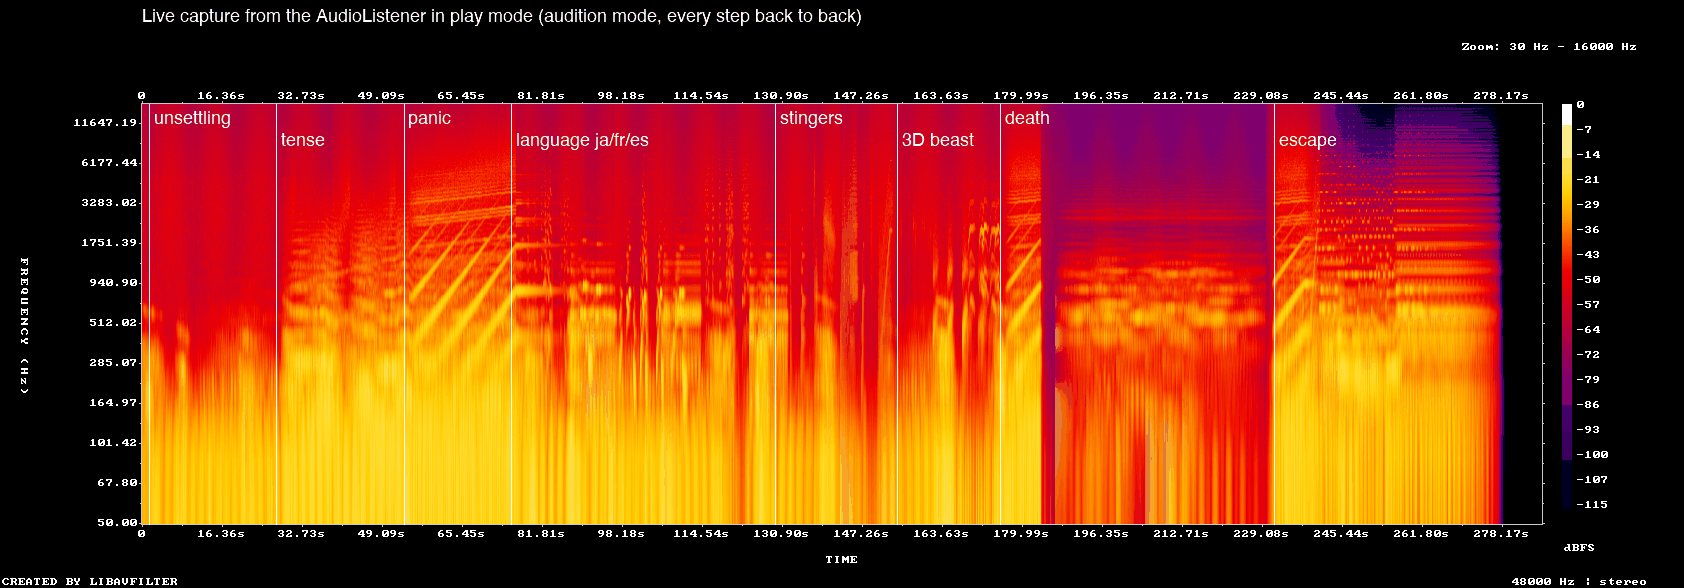 Live capture from the AudioListener in play mode (audition mode, every step back to back)
Zoom: 30 Hz - 16000 Hz
0 16.36s 32.73s 49.09s 65.45s 81.81s 98.18s 114.54s 130.90s 147.26s 163.63s 179.99s 196.35s 212.71s 229.08s 245.44s 261.80s 278.17s
unsettling panic stingers death
tense language ja/fr/es 3D beast escape
11647.19
6177.44
3283.02
1751.39
940.90
512.02
285.07
164.97
101.42
67.80
50.00
FREQUENCY (Hz)
0
-7
-14
-21
-29
-36
-43
-50
-57
-64
-72
-79
-86
-93
-100
-107
-115
dBFS
0 16.36s 32.73s 49.09s 65.45s 81.81s 98.18s 114.54s 130.90s 147.26s 163.63s 179.99s 196.35s 212.71s 229.08s 245.44s 261.80s 278.17s
TIME
CREATED BY LIBAVFILTER
48000 Hz | stereo